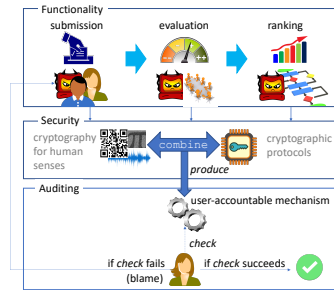 Functionality
submission
evaluation
ranking
--
++
Security
cryptography
for human
senses
combine
cryptographic
protocols
produce
Auditing
user-accountable mechanism
check
if check fails
(blame)
if check succeeds